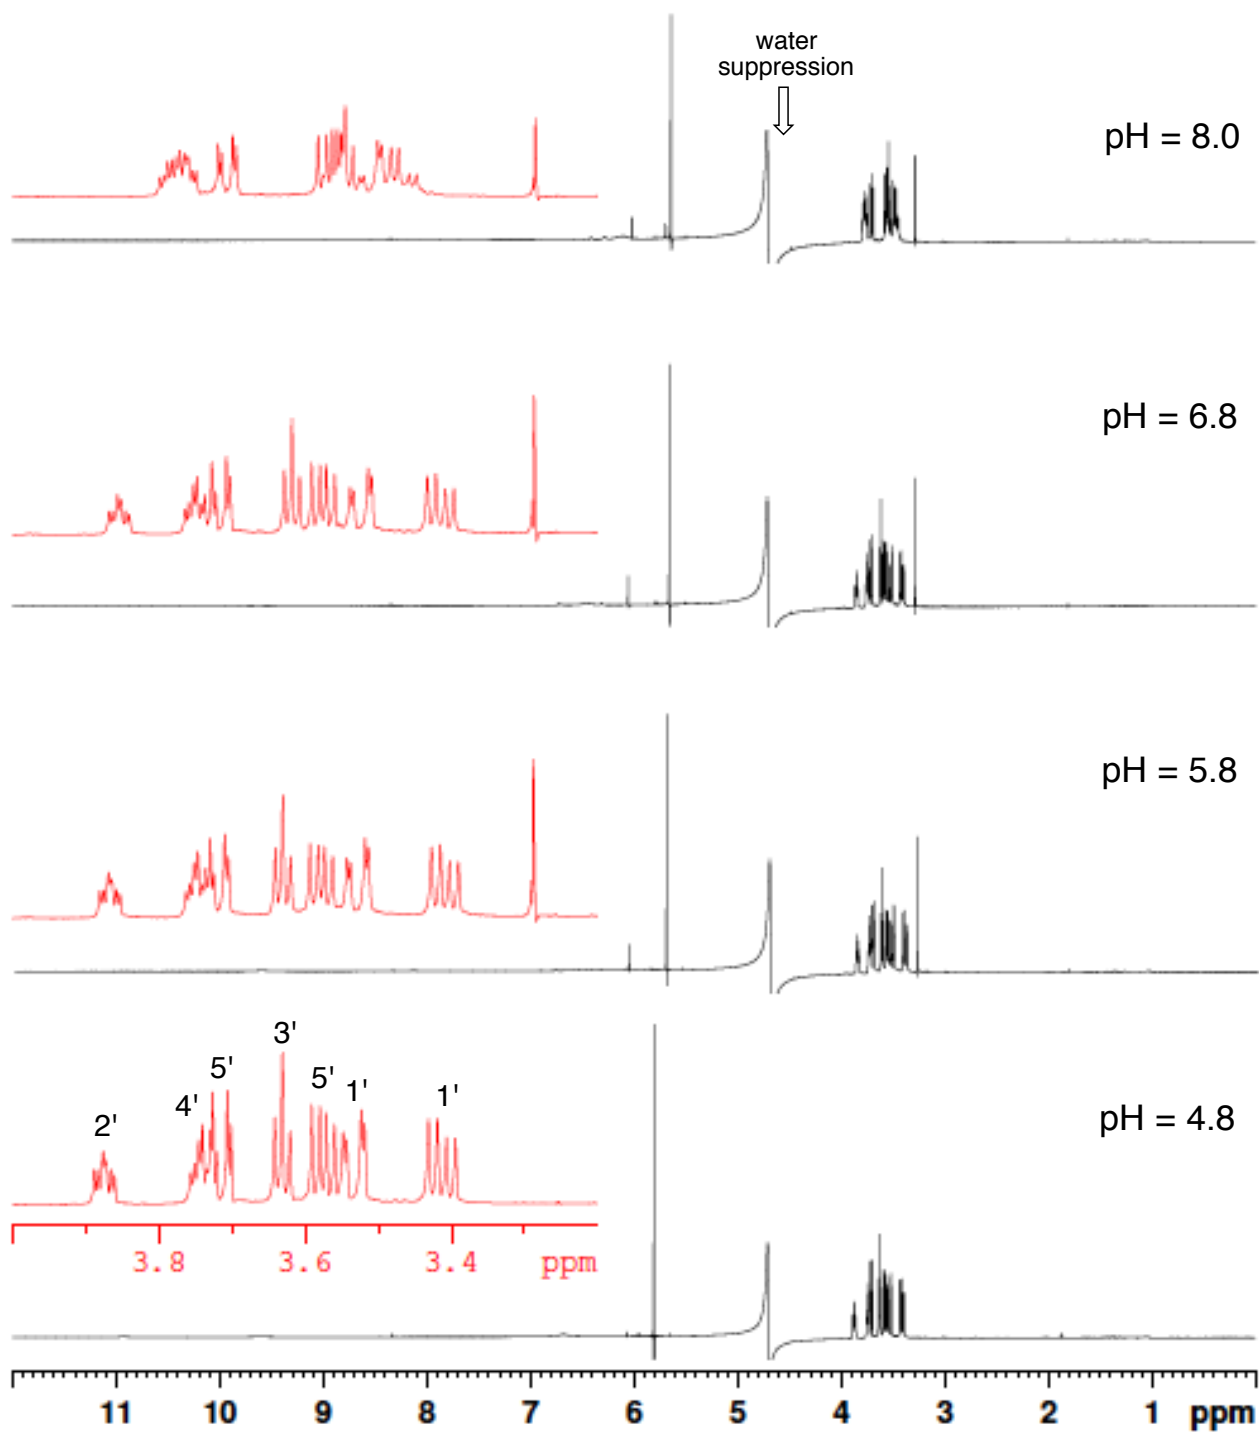 water
suppression
pH = 8.0
pH = 6.8
pH = 5.8
3'
5'
5'
1'
1'
4'
2'
pH = 4.8
3.8 3.6 3.4 ppm
11 10 9 8 7 6 5 4 3 2 1 ppm